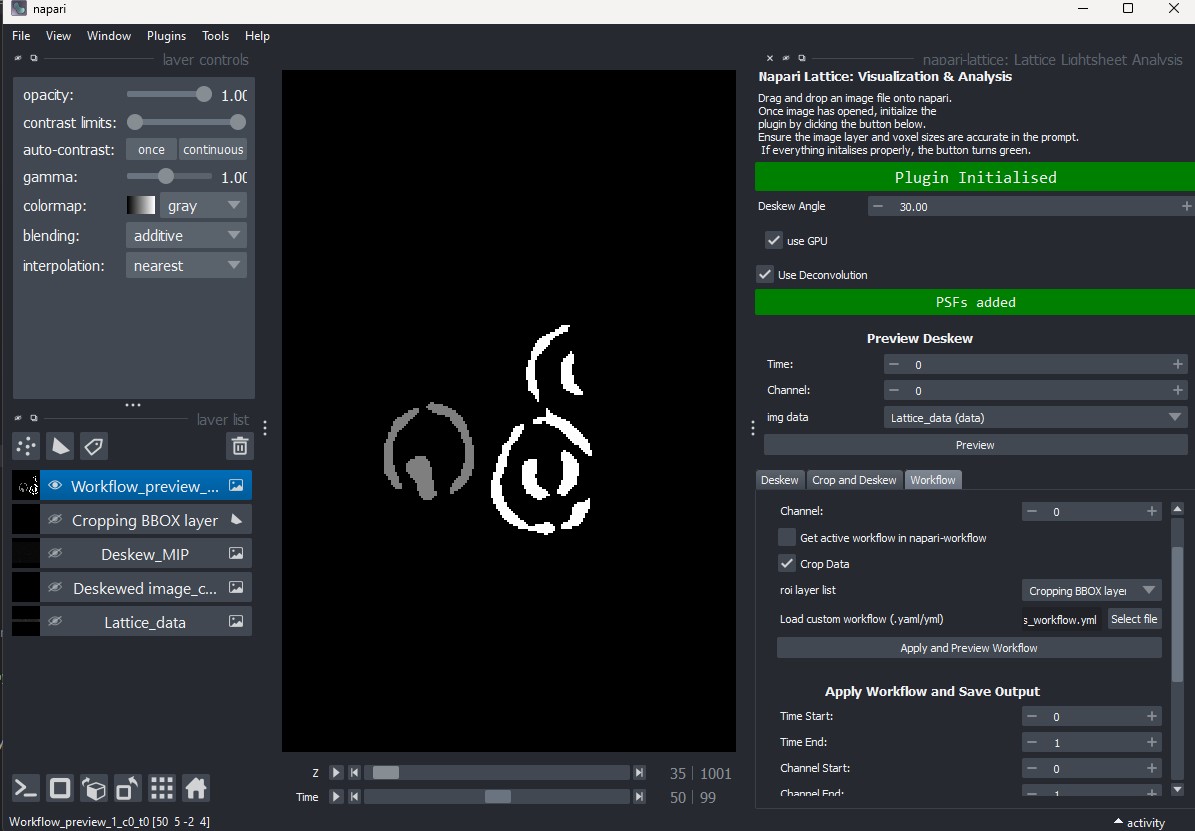 napari
File View Window Plugins Tools Help
layer controls
napari-lattice: Lattice Lightsheet Analysis
opacity: 1.00
contrast limits:
auto-contrast: once continuous
gamma: 1.00
colormap: gray
blending: additive
interpolation: nearest
layer list
Workflow_preview_...
Cropping BBOX layer
Deskew_MIP
Deskewed image_c...
Lattice_data
Z 35 1001
Time 50 99
Napari Lattice: Visualization & Analysis
Drag and drop an image file onto napari.
Once image has opened, initialize the
plugin by clicking the button below.
Ensure the image layer and voxel sizes are accurate in the prompt.
If everything initalises properly, the button turns green.
Plugin Initialised
Deskew Angle 30.00
use GPU
Use Deconvolution
PSFs added
Preview Deskew
Time: 0
Channel: 0
img data Lattice_data (data)
Preview
Deskew Crop and Deskew Workflow
Channel: 0
Get active workflow in napari-workflow
Crop Data
roi layer list Cropping BBOX layer
Load custom workflow (.yaml/yml) s_workflow.yml Select file
Apply and Preview Workflow
Apply Workflow and Save Output
Time Start: 0
Time End: 1
Channel Start: 0
Channel End: 1
Workflow_preview_1_c0_t0 [50 5 -2 4]
activity